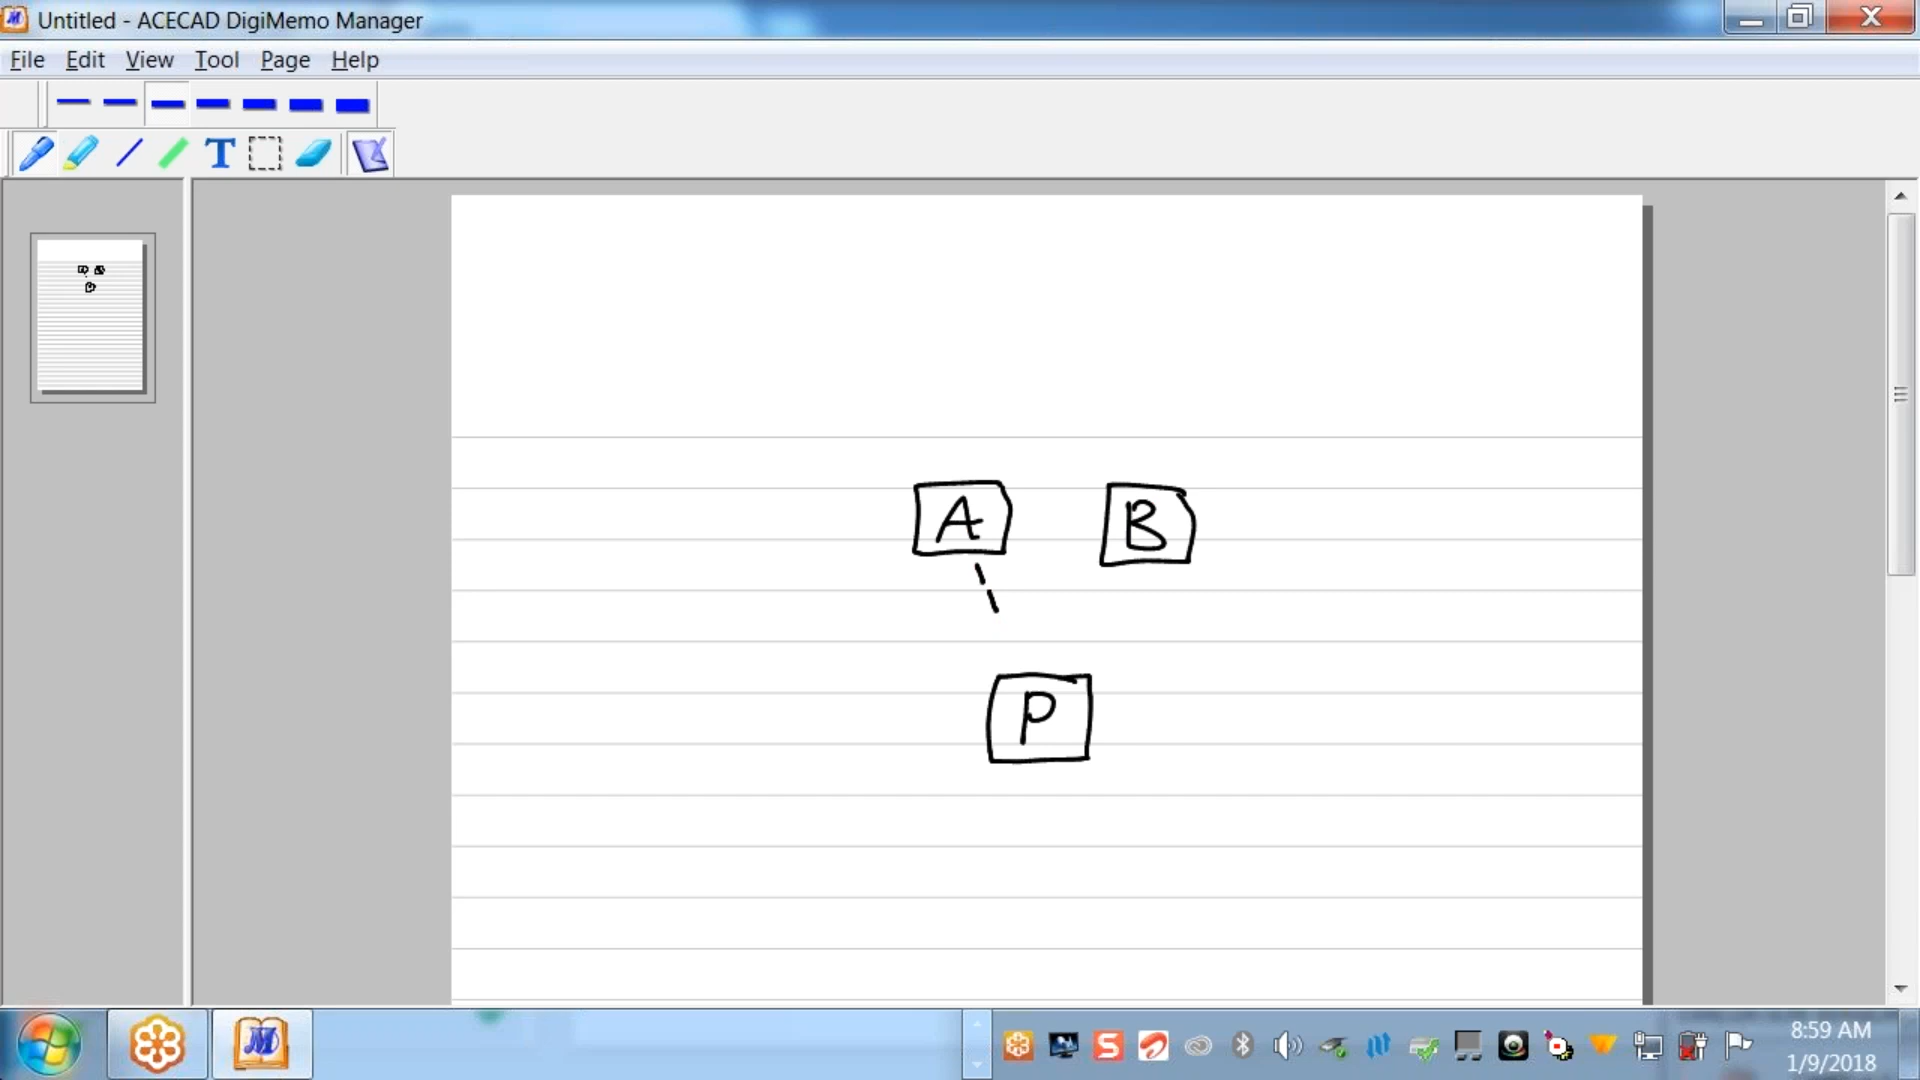 Untitled - ACECAD DigiMemo Manager
File Edit View Tool Page Help
T
A B
P
8:59 AM
1/9/2018